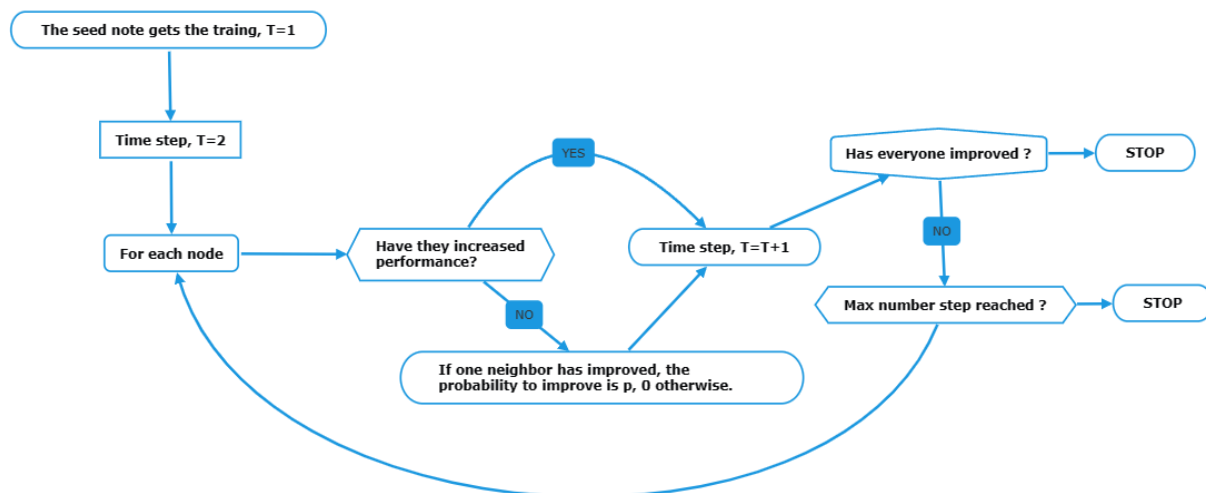 The seed note gets the traing, T=1
Time step, T=2
For each node
Have they increased
performance?
YES
NO
If one neighbor has improved, the
probability to improve is p, 0 otherwise.
Time step, T=T+1
Has everyone improved ?
STOP
NO
Max number step reached ?
STOP